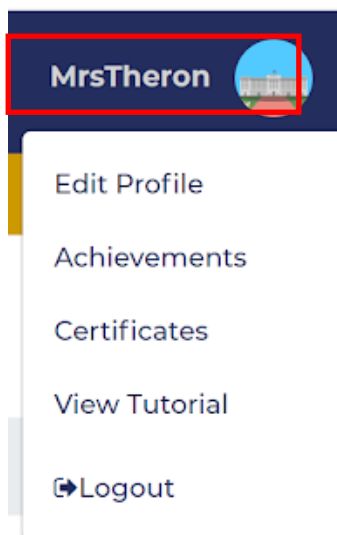 MrsTheron
Edit Profile
Achievements
Certificates
View Tutorial
Logout